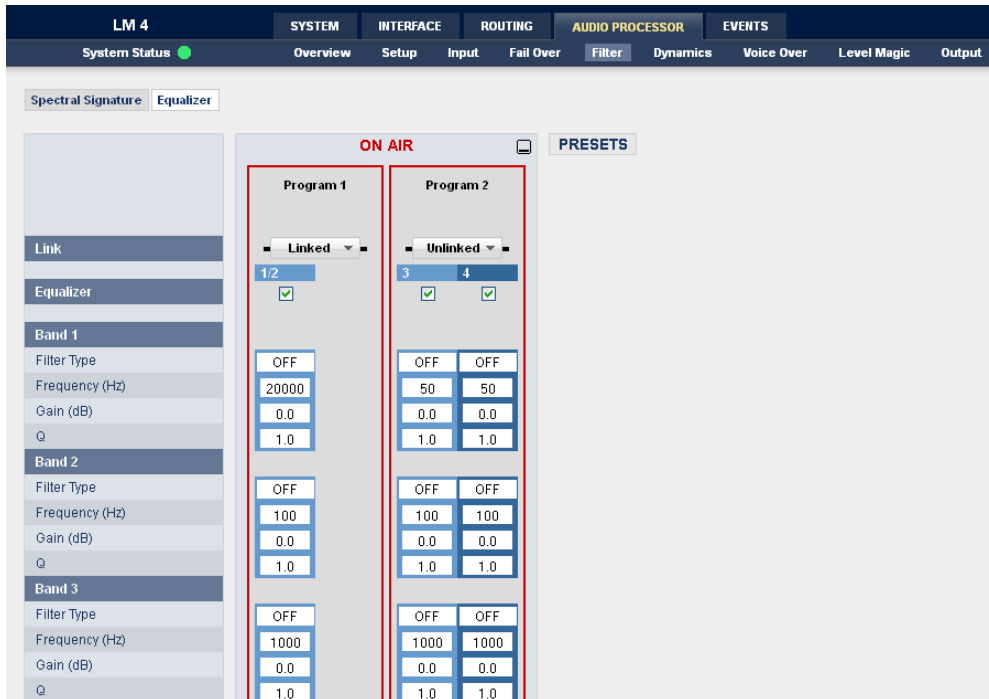 LM 4 SYSTEM INTERFACE ROUTING AUDIO PROCESSOR EVENTS
System Status Overview Setup Input Fail Over Filter Dynamics Voice Over Level Magic Output
Spectral Signature Equalizer
ON AIR PRESETS
Program 1 Program 2
Link Linked Unlinked
1/2 3 4
Equalizer
Band 1
Filter Type OFF OFF OFF
Frequency (Hz) 20000 50 50
Gain (dB) 0.0 0.0 0.0
Q 1.0 1.0 1.0
Band 2
Filter Type OFF OFF OFF
Frequency (Hz) 100 100 100
Gain (dB) 0.0 0.0 0.0
Q 1.0 1.0 1.0
Band 3
Filter Type OFF OFF OFF
Frequency (Hz) 1000 1000 1000
Gain (dB) 0.0 0.0 0.0
Q 1.0 1.0 1.0